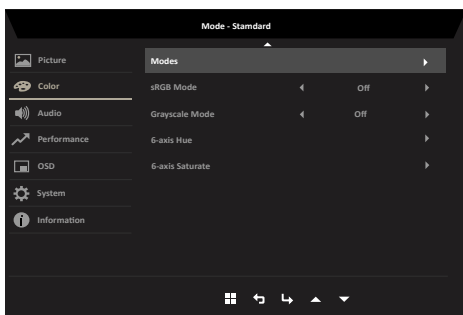 Mode - Stamdard
Picture
Modes
Color
sRGB Mode
Off
Audio
Grayscale Mode
Off
Performance
6-axis Hue
OSD
6-axis Saturate
System
Information